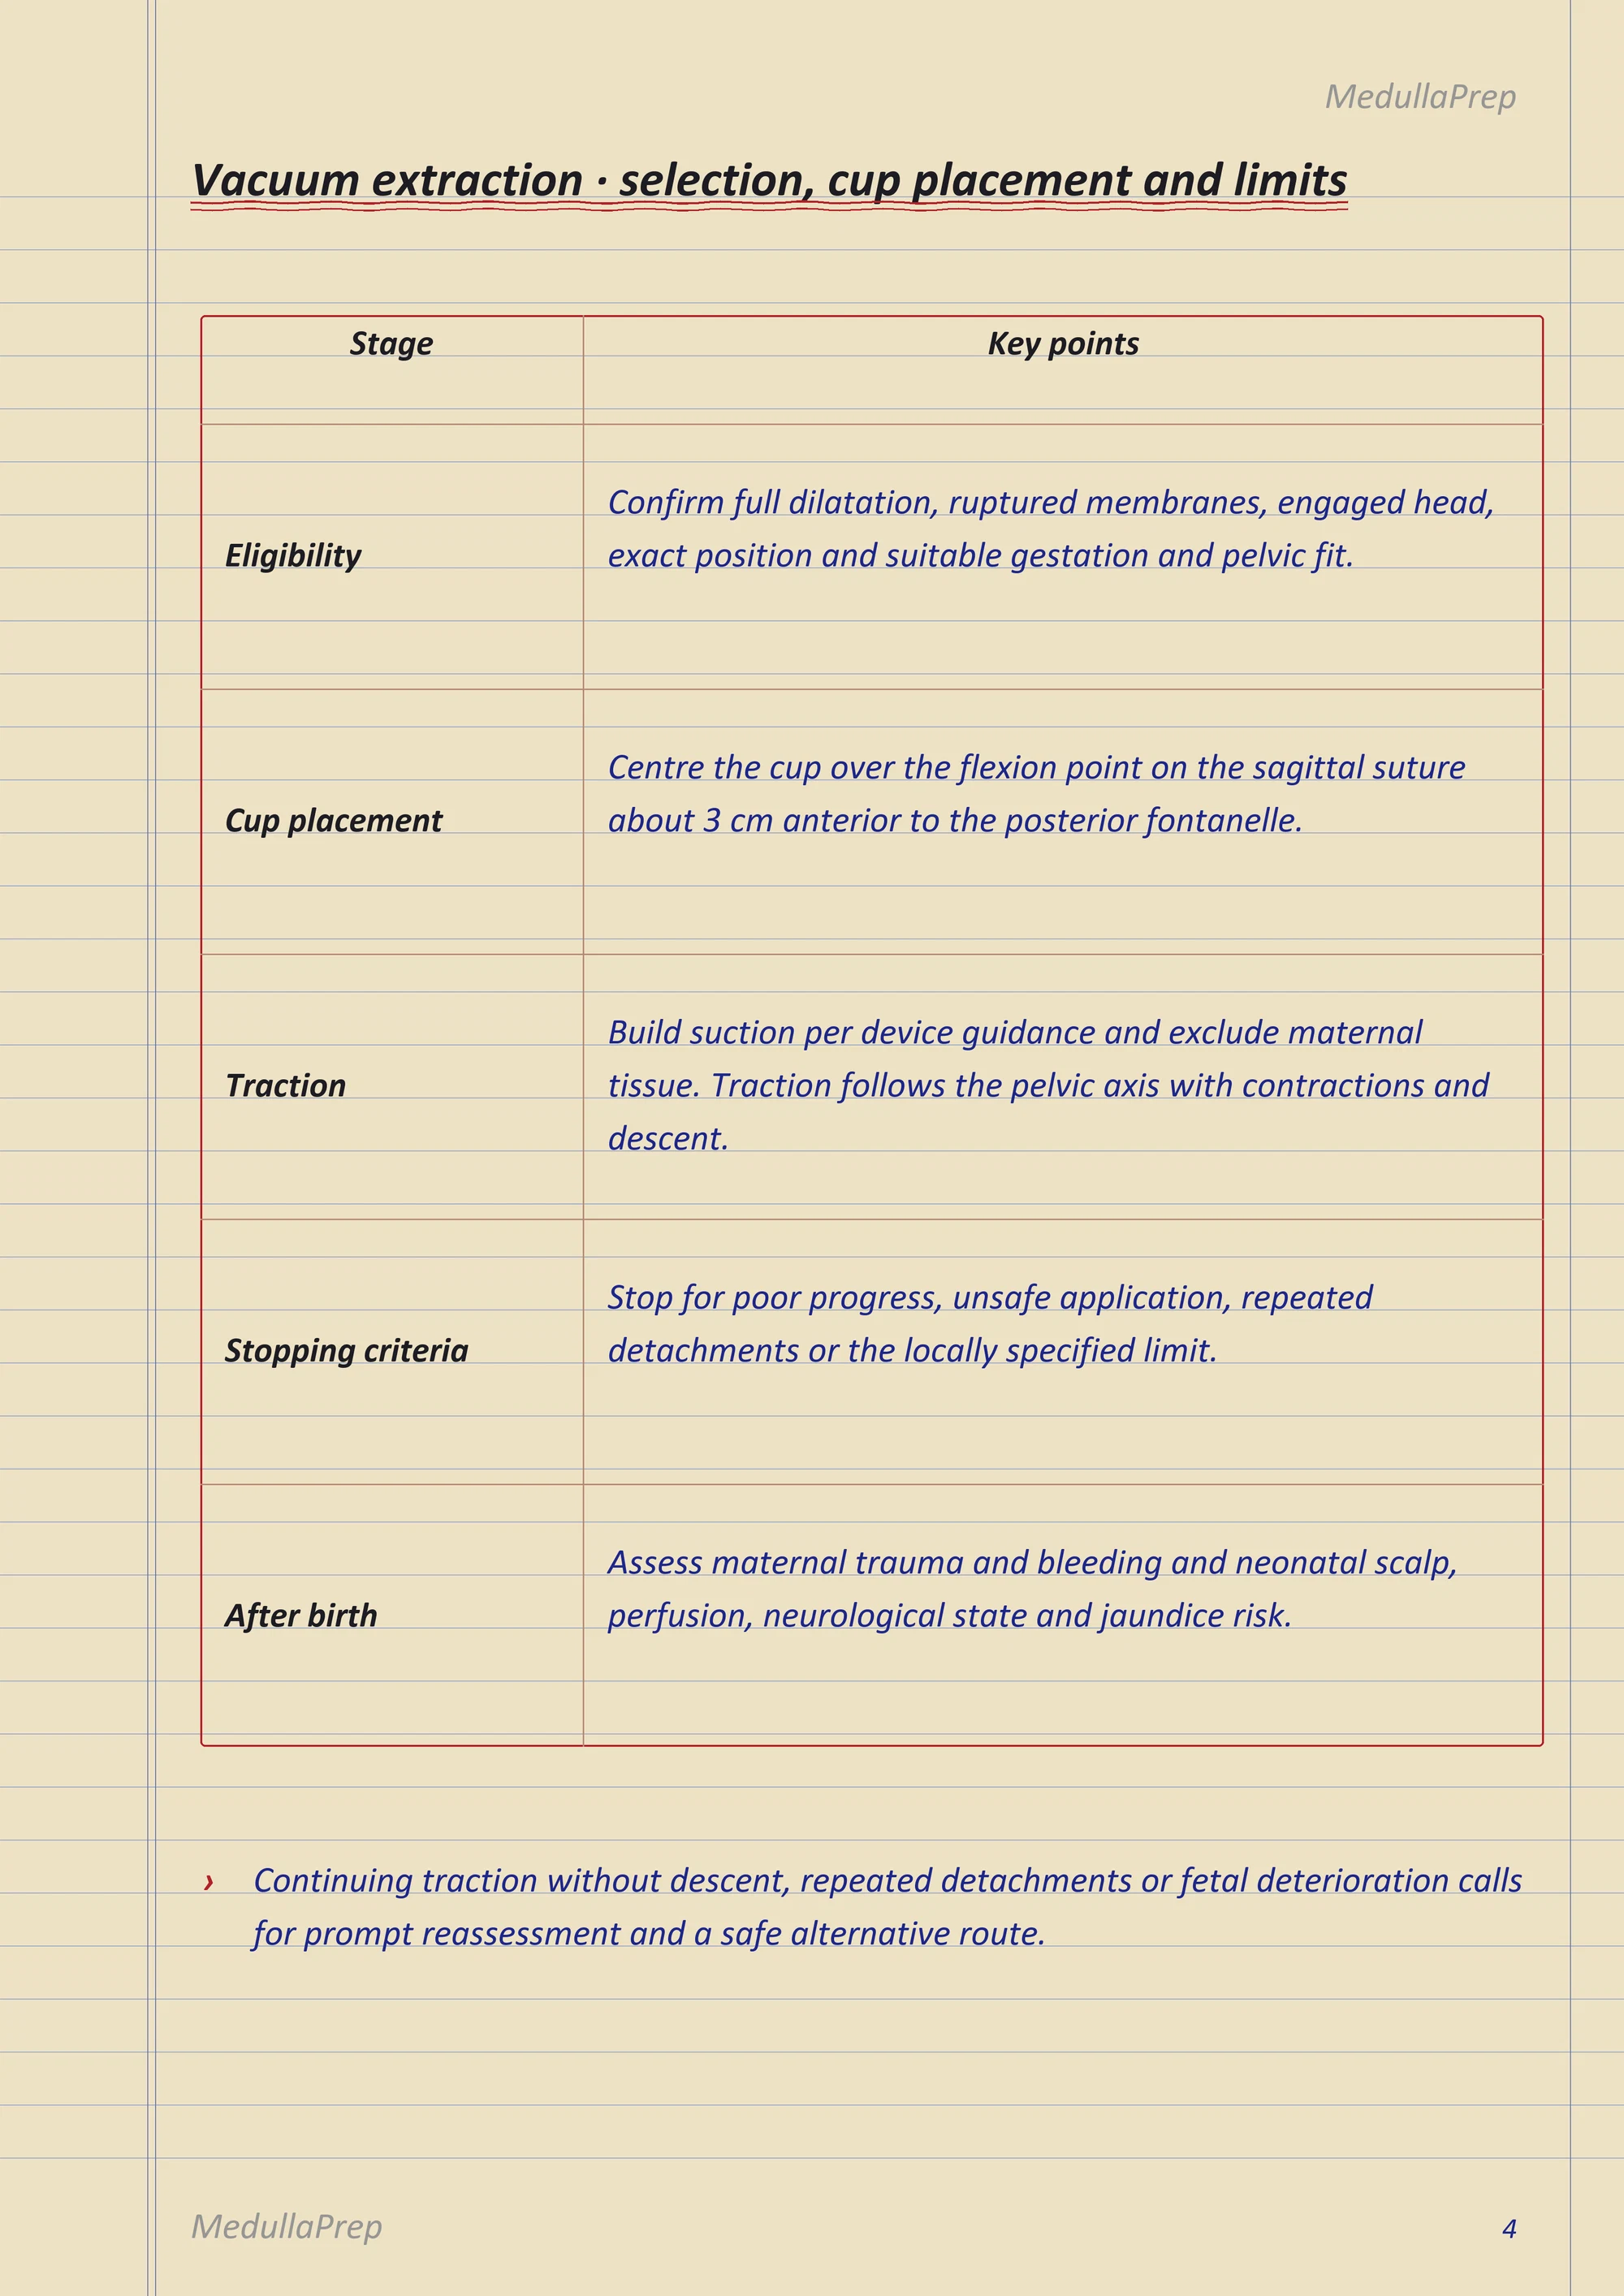 MedullaPrep
Vacuum extraction · selection, cup placement and limits
Stage
Key points
Eligibility
Confirm full dilatation, ruptured membranes, engaged head,
exact position and suitable gestation and pelvic fit.
Cup placement
Centre the cup over the flexion point on the sagittal suture
about 3 cm anterior to the posterior fontanelle.
Traction
Build suction per device guidance and exclude maternal
tissue. Traction follows the pelvic axis with contractions and
descent.
Stopping criteria
Stop for poor progress, unsafe application, repeated
detachments or the locally specified limit.
After birth
Assess maternal trauma and bleeding and neonatal scalp,
perfusion, neurological state and jaundice risk.
› Continuing traction without descent, repeated detachments or fetal deterioration calls
for prompt reassessment and a safe alternative route.
MedullaPrep
4